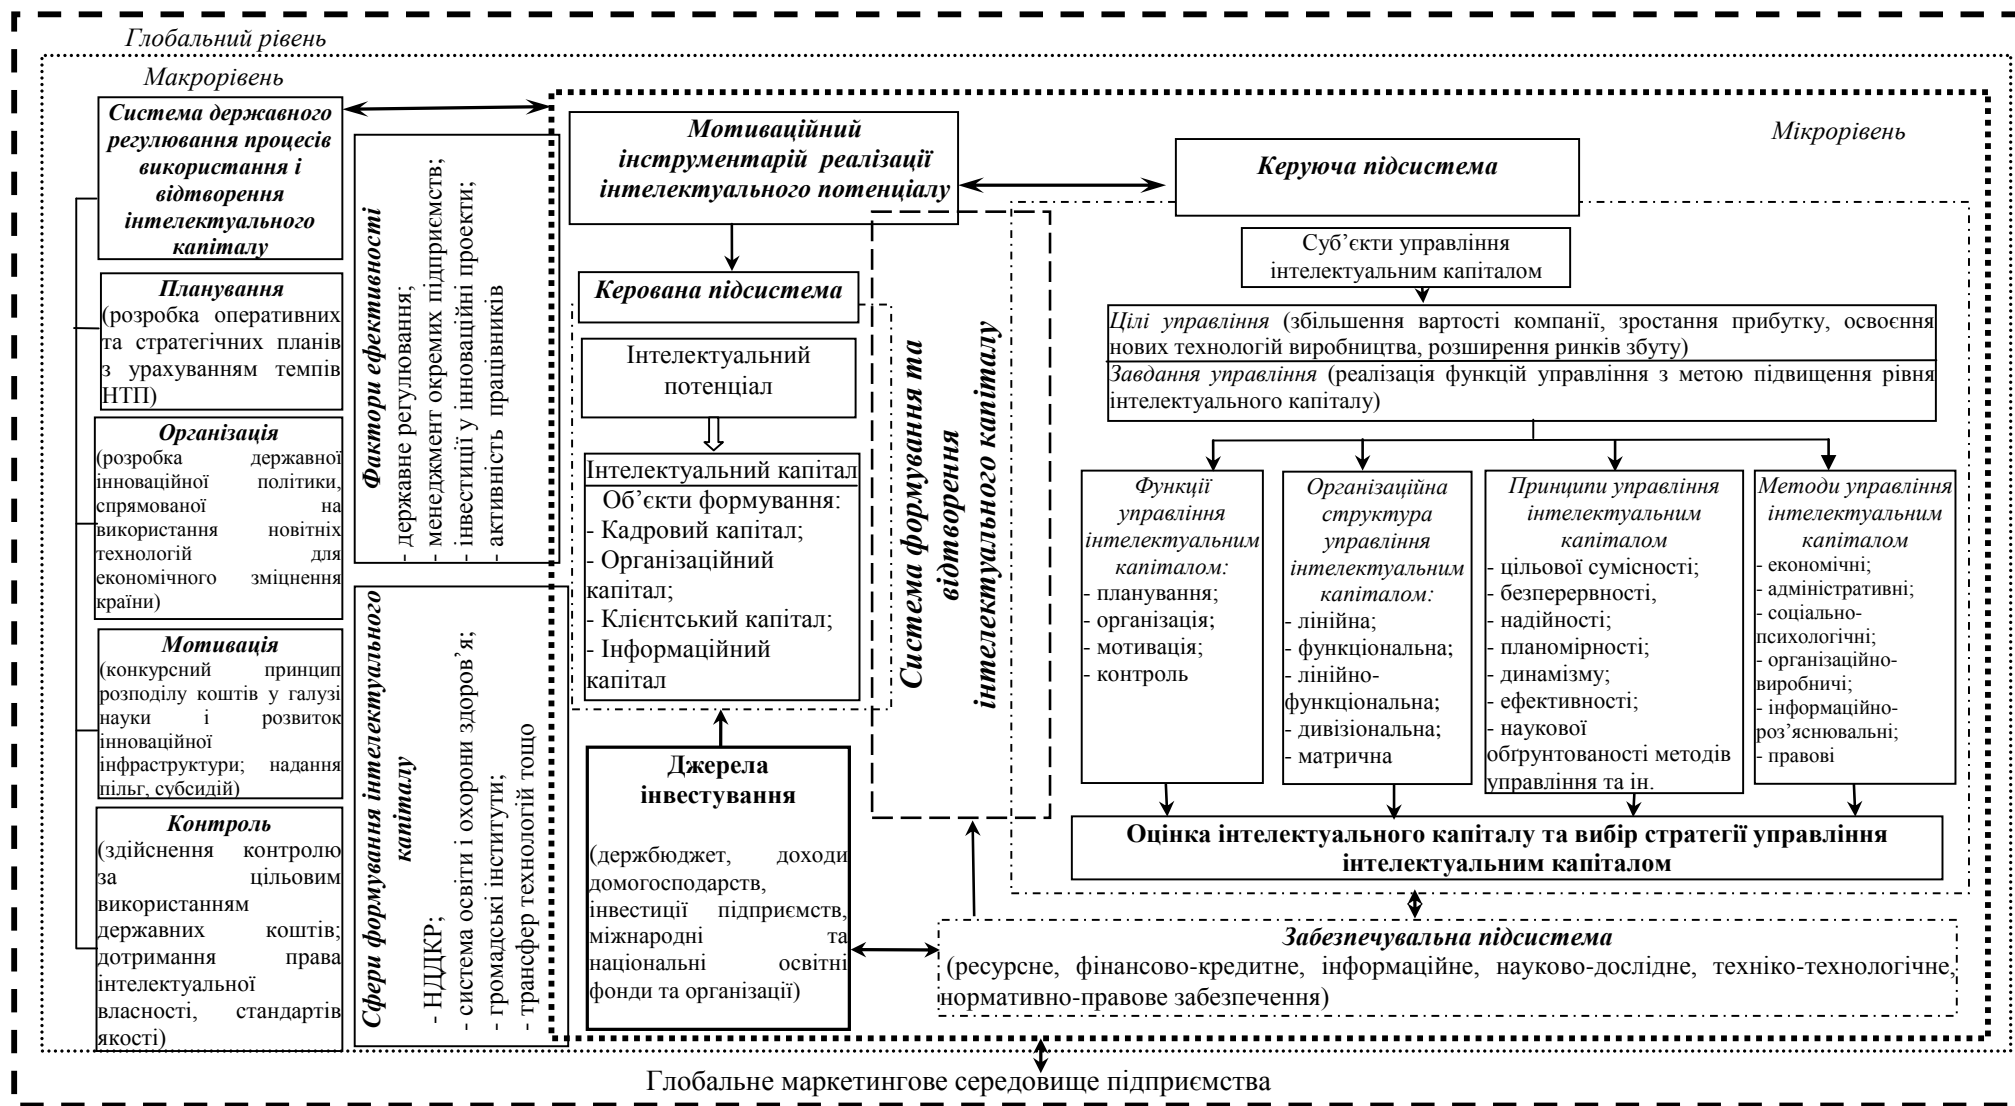 Глобальний рівень
Макрорівень
Система державного
регулювання процесів
використання і
відтворення
інтелектуального
капіталу
Планування
(розробка оперативних
та стратегічних планів
з урахуванням темпів
НТП)
Організація
(розробка державної
інноваційної політики,
спрямованої на
використання новітніх
технологій для
економічного зміцнення
країни)
Мотивація
(конкурсний принцип
розподілу коштів у галузі
науки і розвиток
інноваційної
інфраструктури; надання
пільг, субсидій)
Контроль
(здійснення контролю
за цільовим
використанням
державних коштів;
дотримання права
інтелектуальної
власності, стандартів
якості)
Фактори ефективності
- державне регулювання;
- менеджмент окремих підприємств;
- інвестиції у інноваційні проекти;
- активність працівників
Сфери формування інтелектуального
капіталу
- НДДКР;
- система освіти і охорони здоров’я;
- громадські інститути;
- трансфер технологій тощо
Мотиваційний
інструментарій реалізації
інтелектуального потенціалу
Керована підсистема
Інтелектуальний
потенціал
Інтелектуальний капітал
Об’єкти формування:
- Кадровий капітал;
- Організаційний
капітал;
- Клієнтський капітал;
- Інформаційний
капітал
Джерела
інвестування
(держбюджет, доходи
домогосподарств,
інвестиції підприємств,
міжнародні та
національні освітні
фонди та організації)
Система формування та
відтворення
інтелектуального капіталу
Мікрорівень
Керуюча підсистема
Суб’єкти управління
інтелектуальним капіталом
Цілі управління (збільшення вартості компанії, зростання прибутку, освоєння
нових технологій виробництва, розширення ринків збуту)
Завдання управління (реалізація функцій управління з метою підвищення рівня
інтелектуального капіталу)
Функції
управління
інтелектуальним
капіталом:
- планування;
- організація;
- мотивація;
- контроль
Організаційна
структура
управління
інтелектуальним
капіталом:
- лінійна;
- функціональна;
- лінійно-
функціональна;
- дивізіональна;
- матрична
Принципи управління
інтелектуальним
капіталом
- цільової сумісності;
- безперервності,
- надійності;
- планомірності;
- динамізму;
- ефективності;
- наукової
обґрунтованості методів
управління та ін.
Методи управління
інтелектуальним
капіталом
- економічні;
- адміністративні;
- соціально-
психологічні;
- організаційно-
виробничі;
- інформаційно-
роз’яснювальні;
- правові
Оцінка інтелектуального капіталу та вибір стратегії управління
інтелектуальним капіталом
Забезпечувальна підсистема
(ресурсне, фінансово-кредитне, інформаційне, науково-дослідне, техніко-технологічне,
нормативно-правове забезпечення)
Глобальне маркетингове середовище підприємства